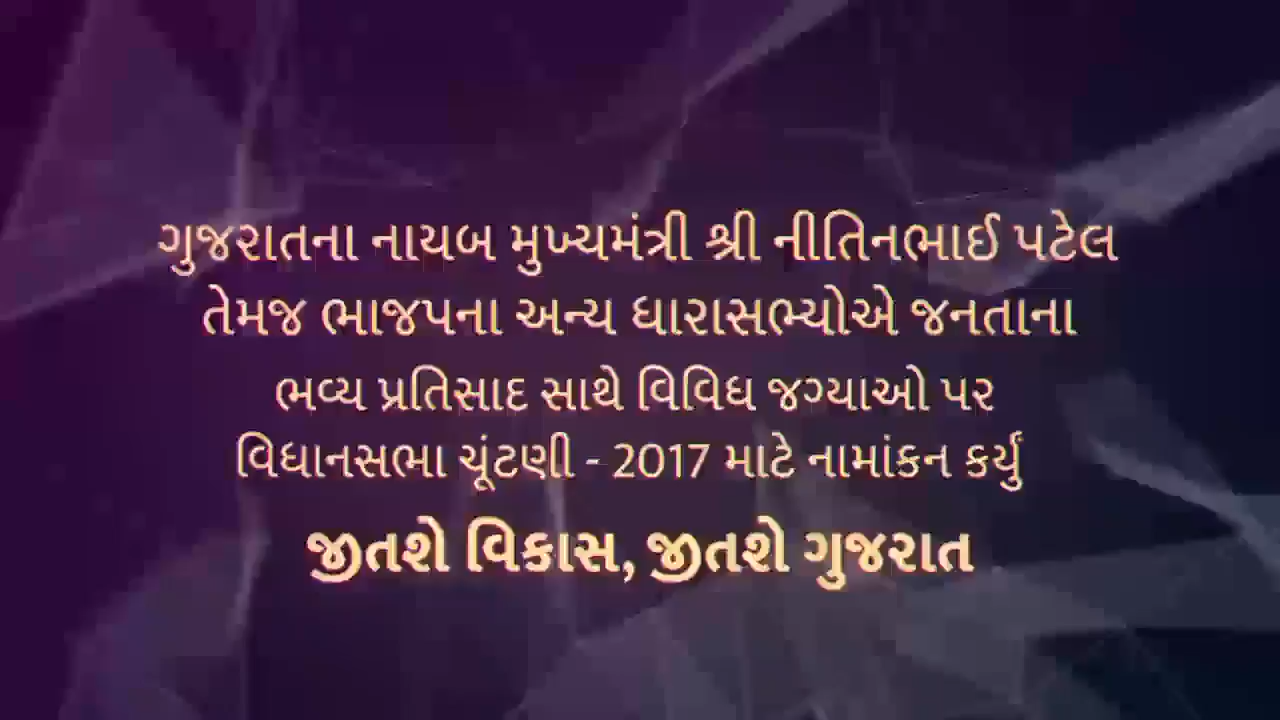 ગુજરાતના નાયબ મુખ્યમંત્રી શ્રી નીતિનભાઈ પટેલ
તેમજ ભાજપના અન્ય ધારાસભ્યોએ જનતાના
ભવ્ય પ્રતિસાદ સાથે વિવિધ જગ્યાઓ પર
વિધાનસભા ચૂંટણી - 2017 માટે નામાંકન કર્યું
જીતશે વિકાસ, જીતશે ગુજરાત